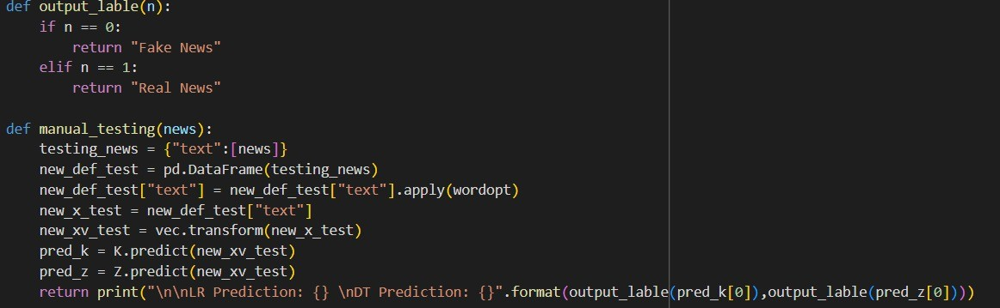 def output_lable(n):
    if n == 0:
        return "Fake News"
    elif n == 1:
        return "Real News"

def manual_testing(news):
    testing_news = {"text":[news]}
    new_def_test = pd.DataFrame(testing_news)
    new_def_test["text"] = new_def_test["text"].apply(wordopt)
    new_x_test = new_def_test["text"]
    new_xv_test = vec.transform(new_x_test)
    pred_k = K.predict(new_xv_test)
    pred_z = Z.predict(new_xv_test)
    return print("\n\nLR Prediction: {} \nDT Prediction: {}".format(output_lable(pred_k[0]),output_lable(pred_z[0])))